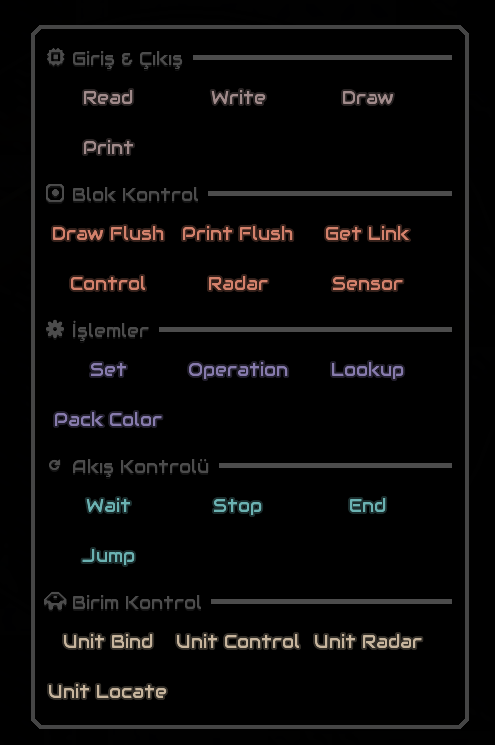 Giriş & Çıkış
Read Write Draw
Print
Blok Kontrol
Draw Flush Print Flush Get Link
Control Radar Sensor
İşlemler
Set Operation Lookup
Pack Color
Akış Kontrolü
Wait Stop End
Jump
Birim Kontrol
Unit Bind Unit Control Unit Radar
Unit Locate